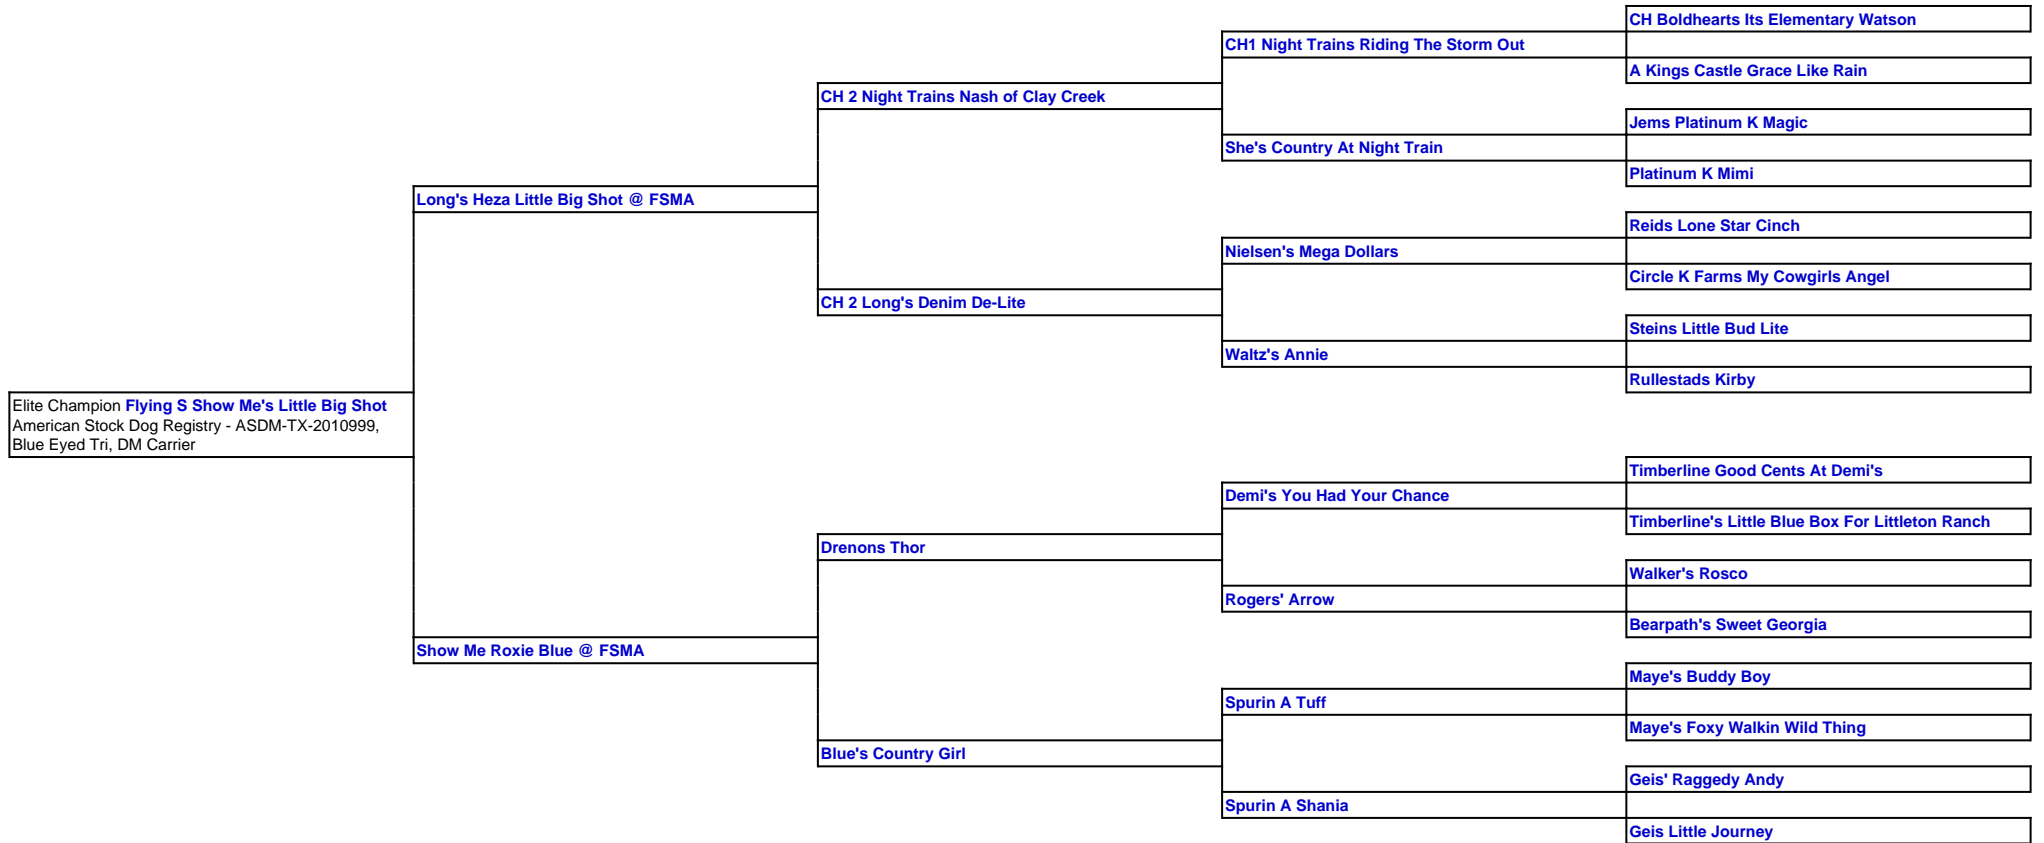 CH Boldhearts Its Elementary Watson
CH1 Night Trains Riding The Storm Out
A Kings Castle Grace Like Rain
CH 2 Night Trains Nash of Clay Creek
Jems Platinum K Magic
She's Country At Night Train
Platinum K Mimi
Long's Heza Little Big Shot @ FSMA
Reids Lone Star Cinch
Nielsen's Mega Dollars
Circle K Farms My Cowgirls Angel
CH 2 Long's Denim De-Lite
Steins Little Bud Lite
Waltz's Annie
Rullestads Kirby
Elite Champion Flying S Show Me's Little Big Shot
American Stock Dog Registry - ASDM-TX-2010999,
Blue Eyed Tri, DM Carrier
Timberline Good Cents At Demi's
Demi's You Had Your Chance
Timberline's Little Blue Box For Littleton Ranch
Drenons Thor
Walker's Rosco
Rogers' Arrow
Bearpath's Sweet Georgia
Show Me Roxie Blue @ FSMA
Maye's Buddy Boy
Spurin A Tuff
Maye's Foxy Walkin Wild Thing
Blue's Country Girl
Geis' Raggedy Andy
Spurin A Shania
Geis Little Journey